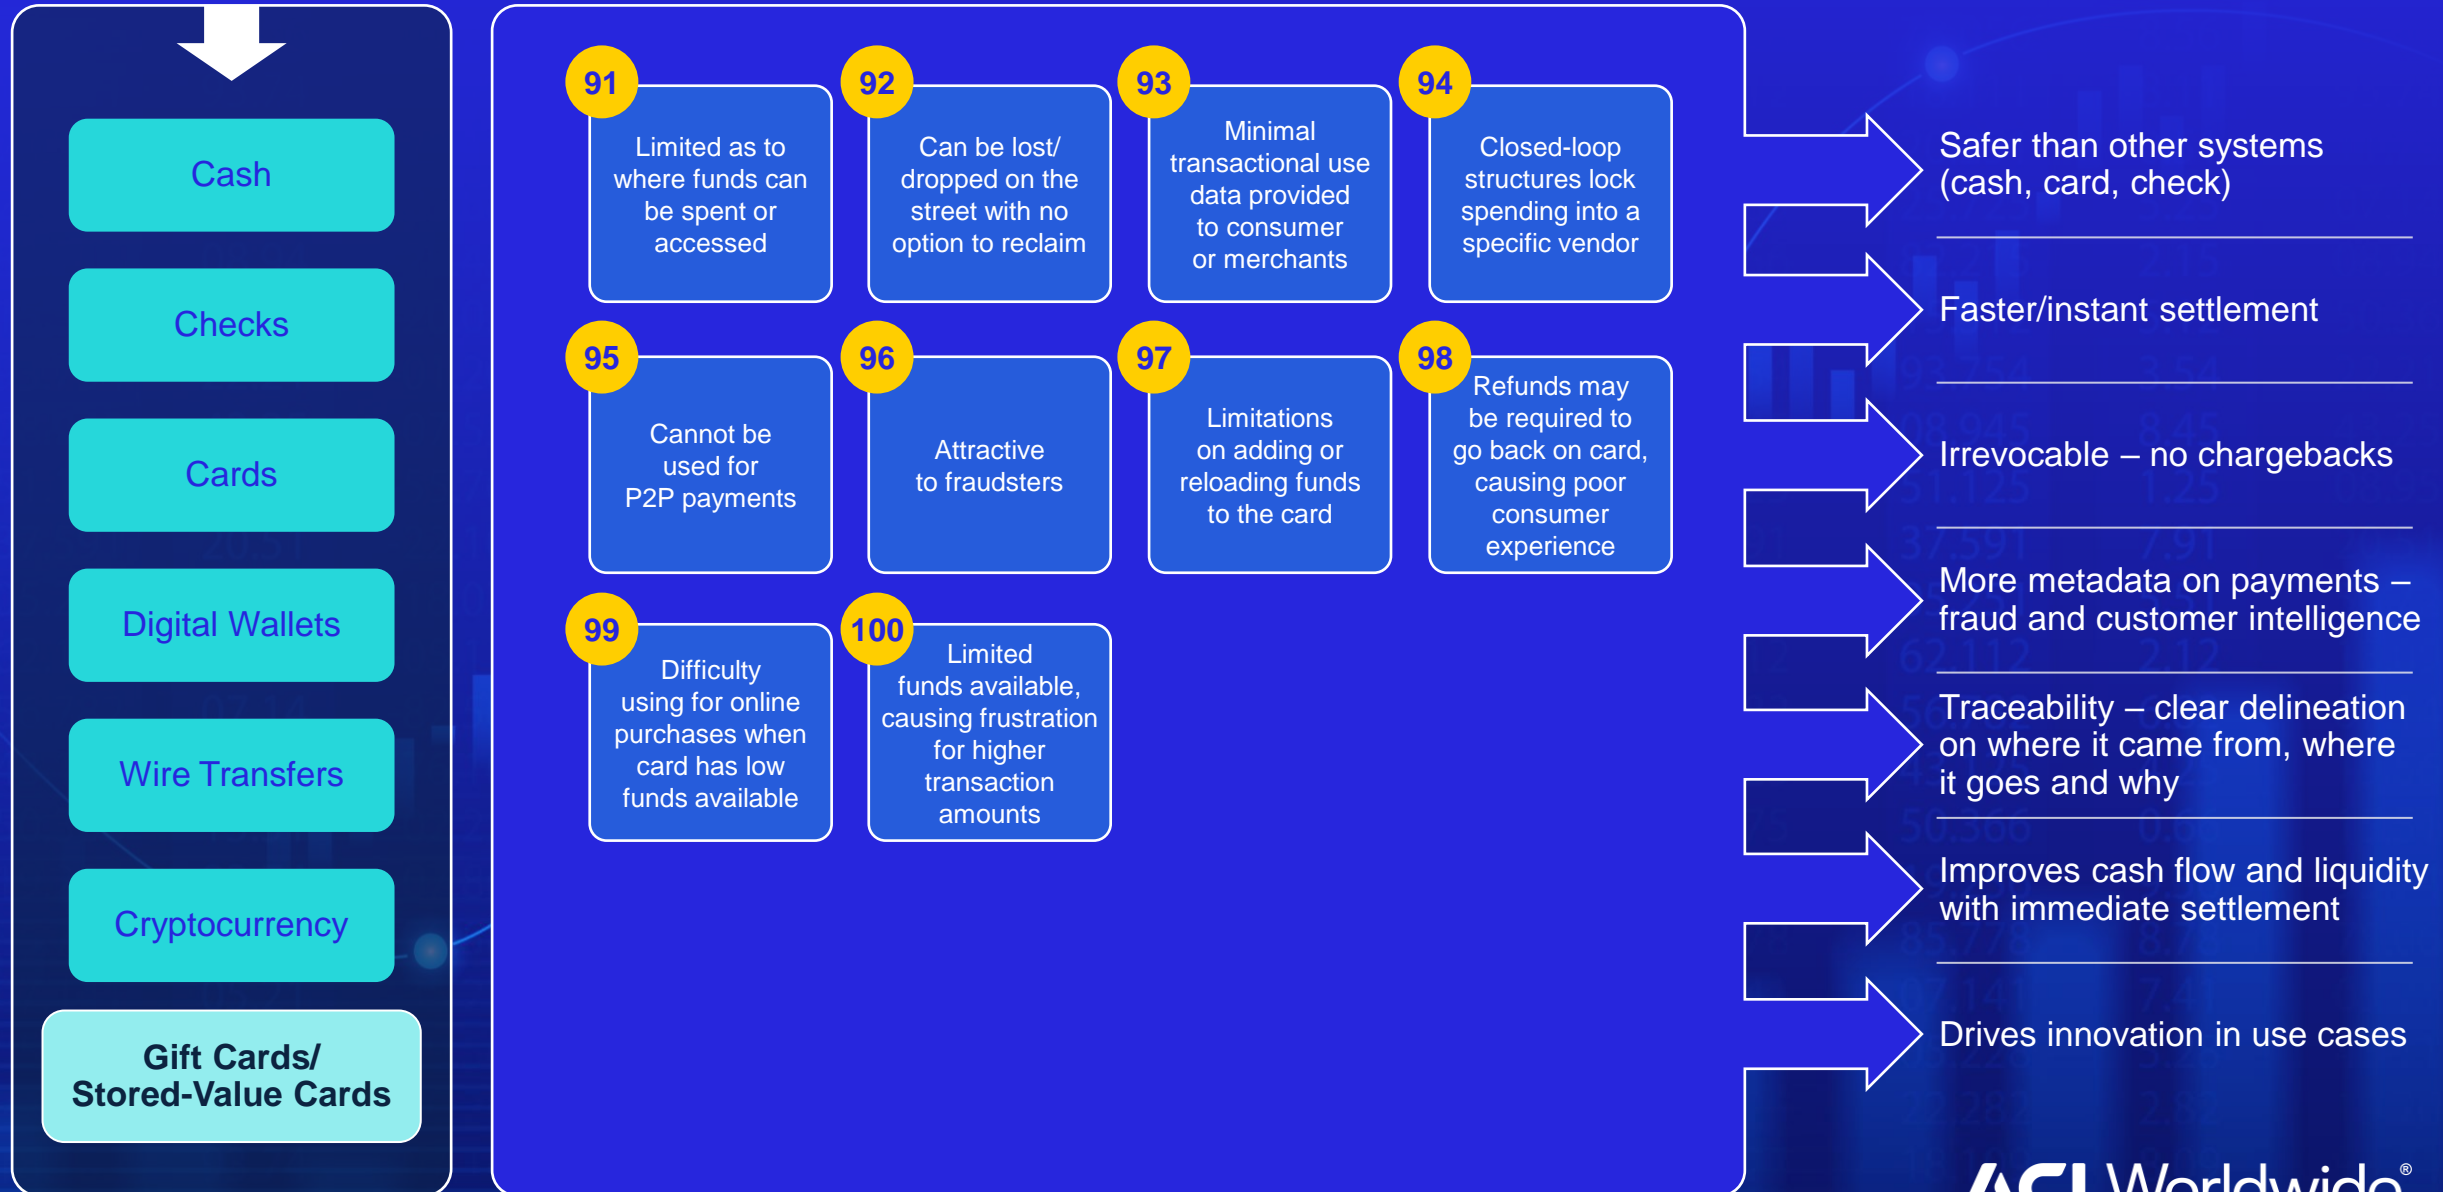 Cash
Checks
Cards
Digital Wallets
Wire Transfers
Cryptocurrency
Gift Cards/
Stored-Value Cards
91
Limited as to
where funds can
be spent or
accessed
92
Can be lost/
dropped on the
street with no
option to reclaim
93
Minimal
transactional use
data provided
to consumer
or merchants
94
Closed-loop
structures lock
spending into a
specific vendor
95
Cannot be
used for
P2P payments
96
Attractive
to fraudsters
97
Limitations
on adding or
reloading funds
to the card
98
Refunds may
be required to
go back on card,
causing poor
consumer
experience
99
Difficulty
using for online
purchases when
card has low
funds available
100
Limited
funds available,
causing frustration
for higher
transaction
amounts
Safer than other systems
(cash, card, check)
Faster/instant settlement
Irrevocable – no chargebacks
More metadata on payments –
fraud and customer intelligence
Traceability – clear delineation
on where it came from, where
it goes and why
Improves cash flow and liquidity
with immediate settlement
Drives innovation in use cases
ACI Worldwide®